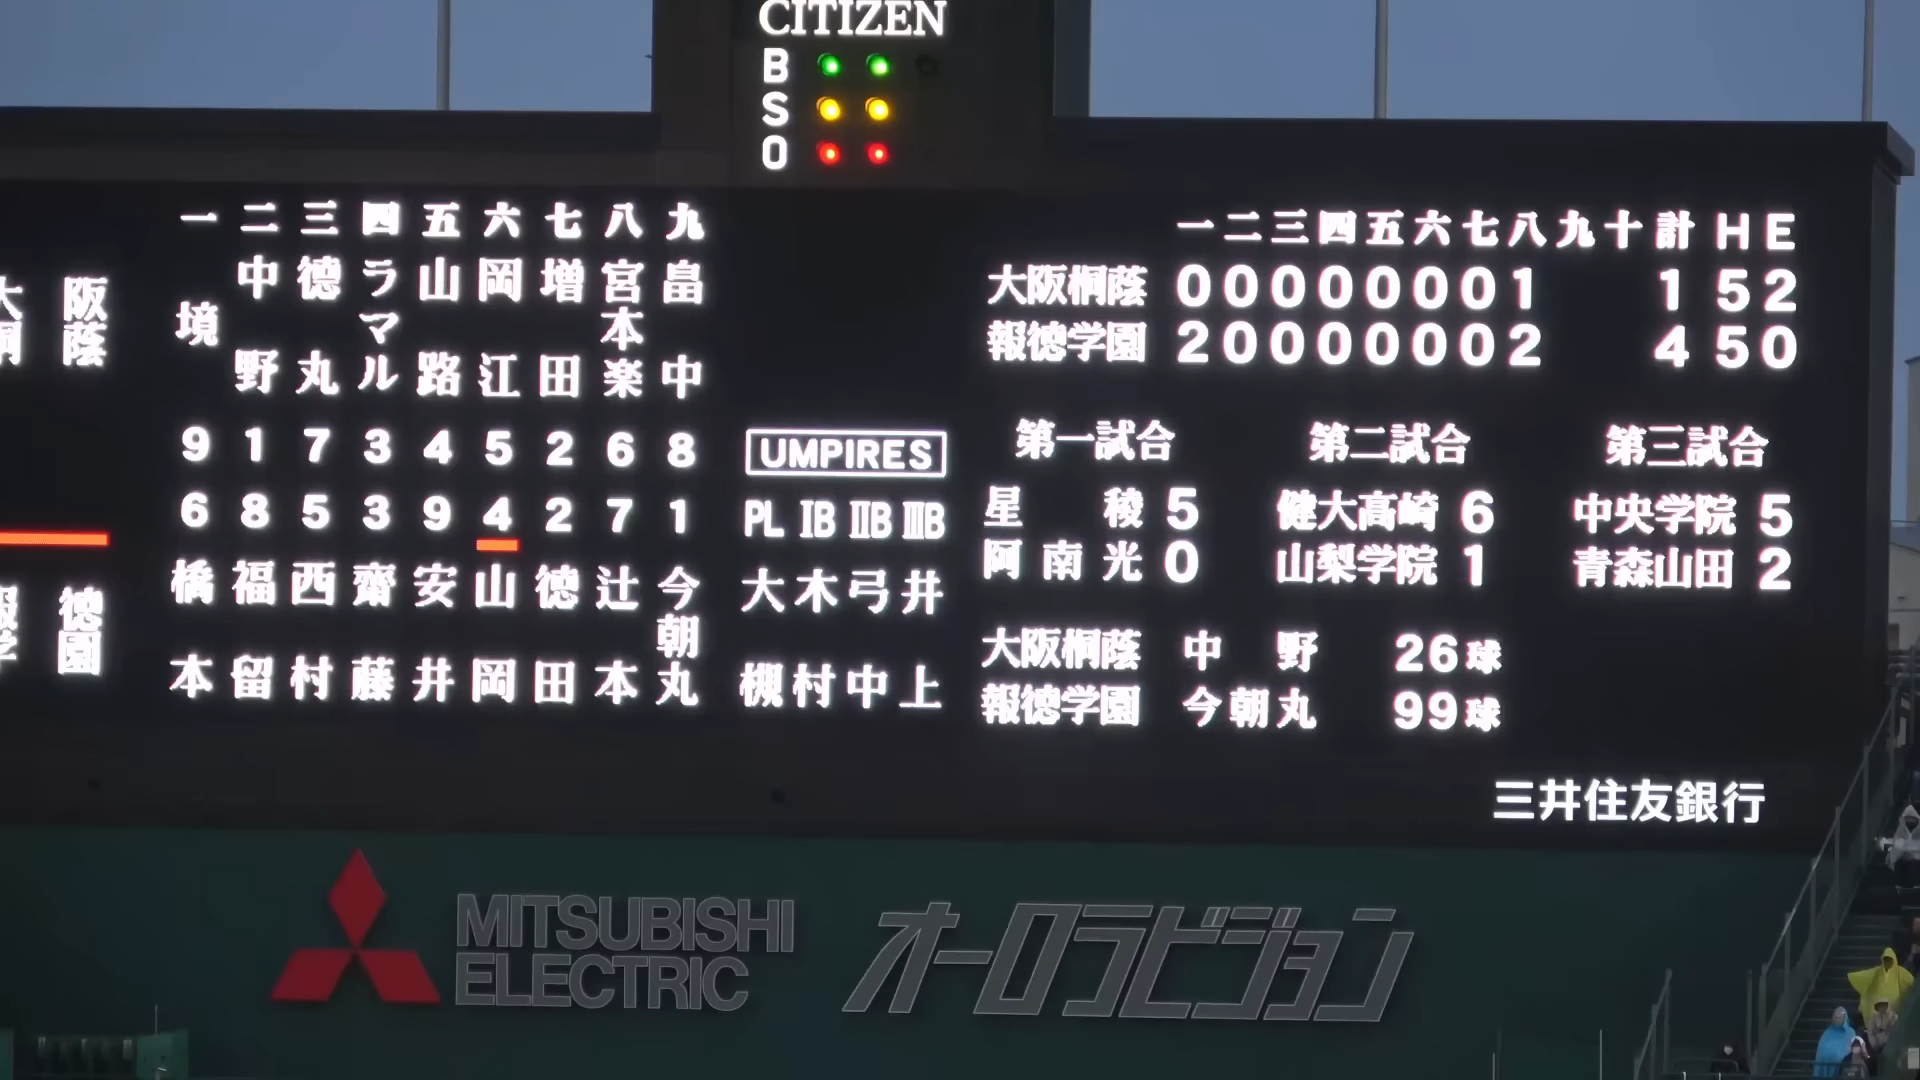 CITIZEN
B
S
O
一 二 三 四 五 六 七 八 九
境 中野 徳丸 ラマル 山路 岡江 増田 宮本楽 畠中
9 1 7 3 4 5 2 6 8
6 8 5 3 9 4 2 7 1
橋本 福留 西村 齋藤 安井 山岡 徳田 辻本 今朝丸
大阪
桐蔭
報徳
学園
UMPIRES
PL ⅠB ⅡB ⅢB
大槻 木村 弓中 井上
一 二 三 四 五 六 七 八 九 十 計 H E
大阪桐蔭 0 0 0 0 0 0 0 1 1 5 2
報徳学園 2 0 0 0 0 0 0 2 4 5 0
第一試合 第二試合 第三試合
星稜 5 健大高崎 6 中央学院 5
阿南光 0 山梨学院 1 青森山田 2
大阪桐蔭 中野 26球
報徳学園 今朝丸 99球
三井住友銀行
MITSUBISHI
ELECTRIC
オーロラビジョン